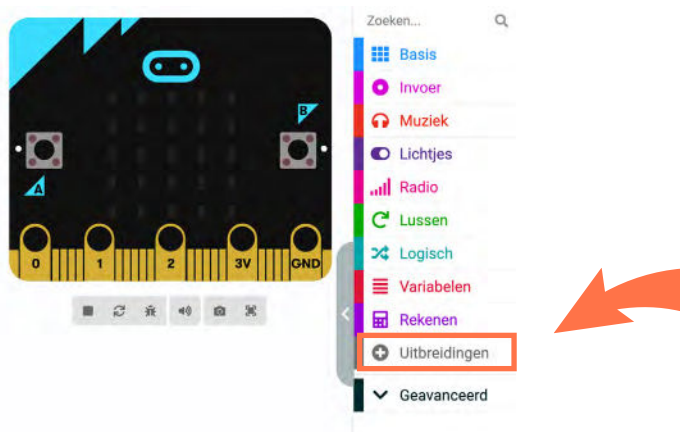 Zoeken...
Basis
Invoer
Muziek
Lichtjes
Radio
Lussen
Logisch
Variabelen
Rekenen
Uitbreidingen
Geavanceerd
B
A
0 1 2 3V GND